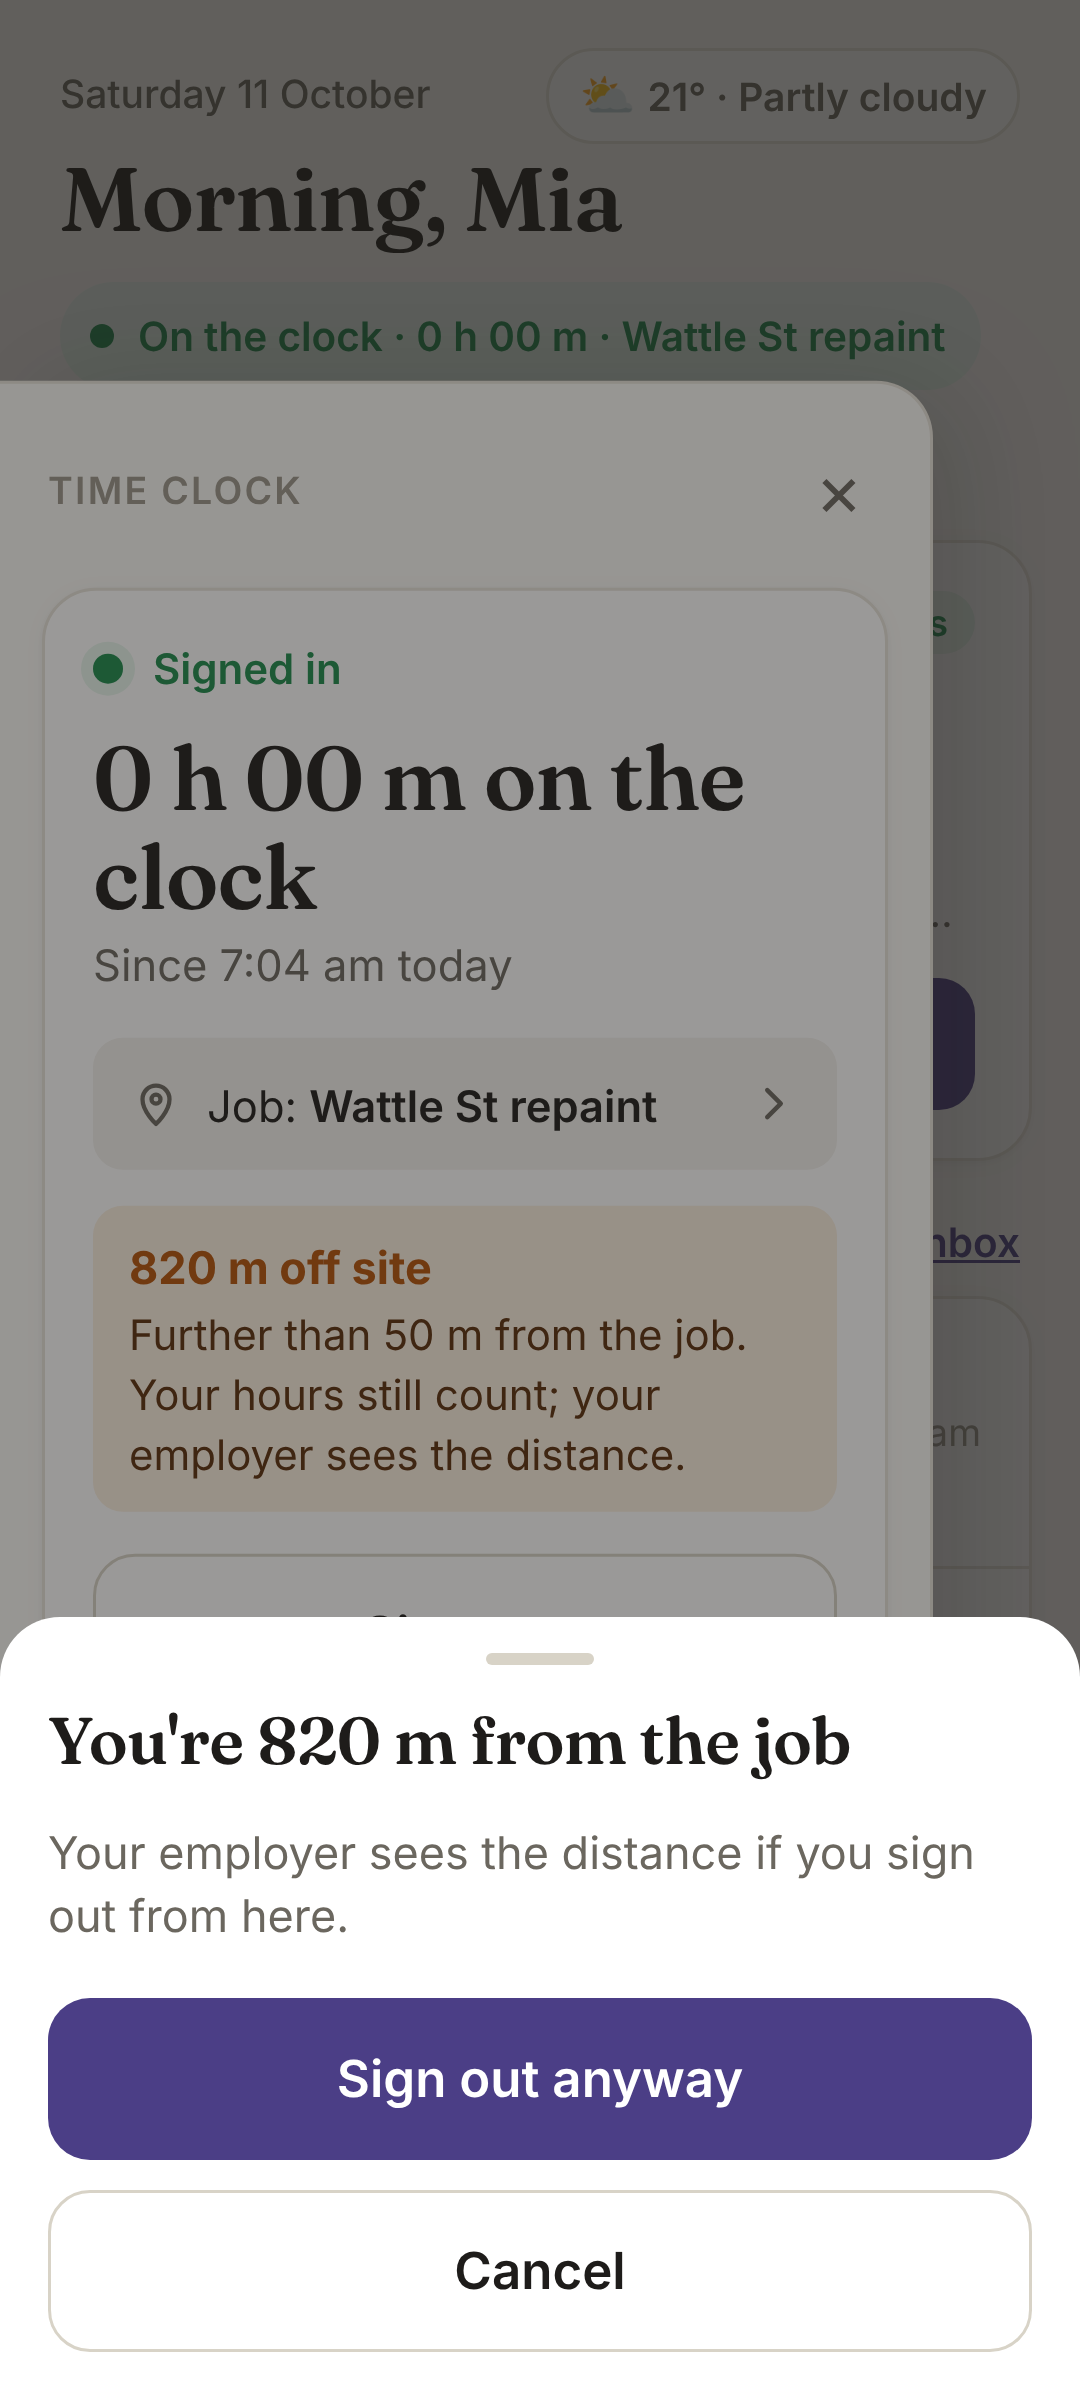 Saturday 11 October
21° · Partly cloudy
Morning, Mia
On the clock · 0 h 00 m · Wattle St repaint
TIME CLOCK
Signed in
0 h 00 m on the
clock
Since 7:04 am today
Job: Wattle St repaint
820 m off site
Further than 50 m from the job.
Your hours still count; your
employer sees the distance.
am
You're 820 m from the job
Your employer sees the distance if you sign
out from here.
Sign out anyway
Cancel